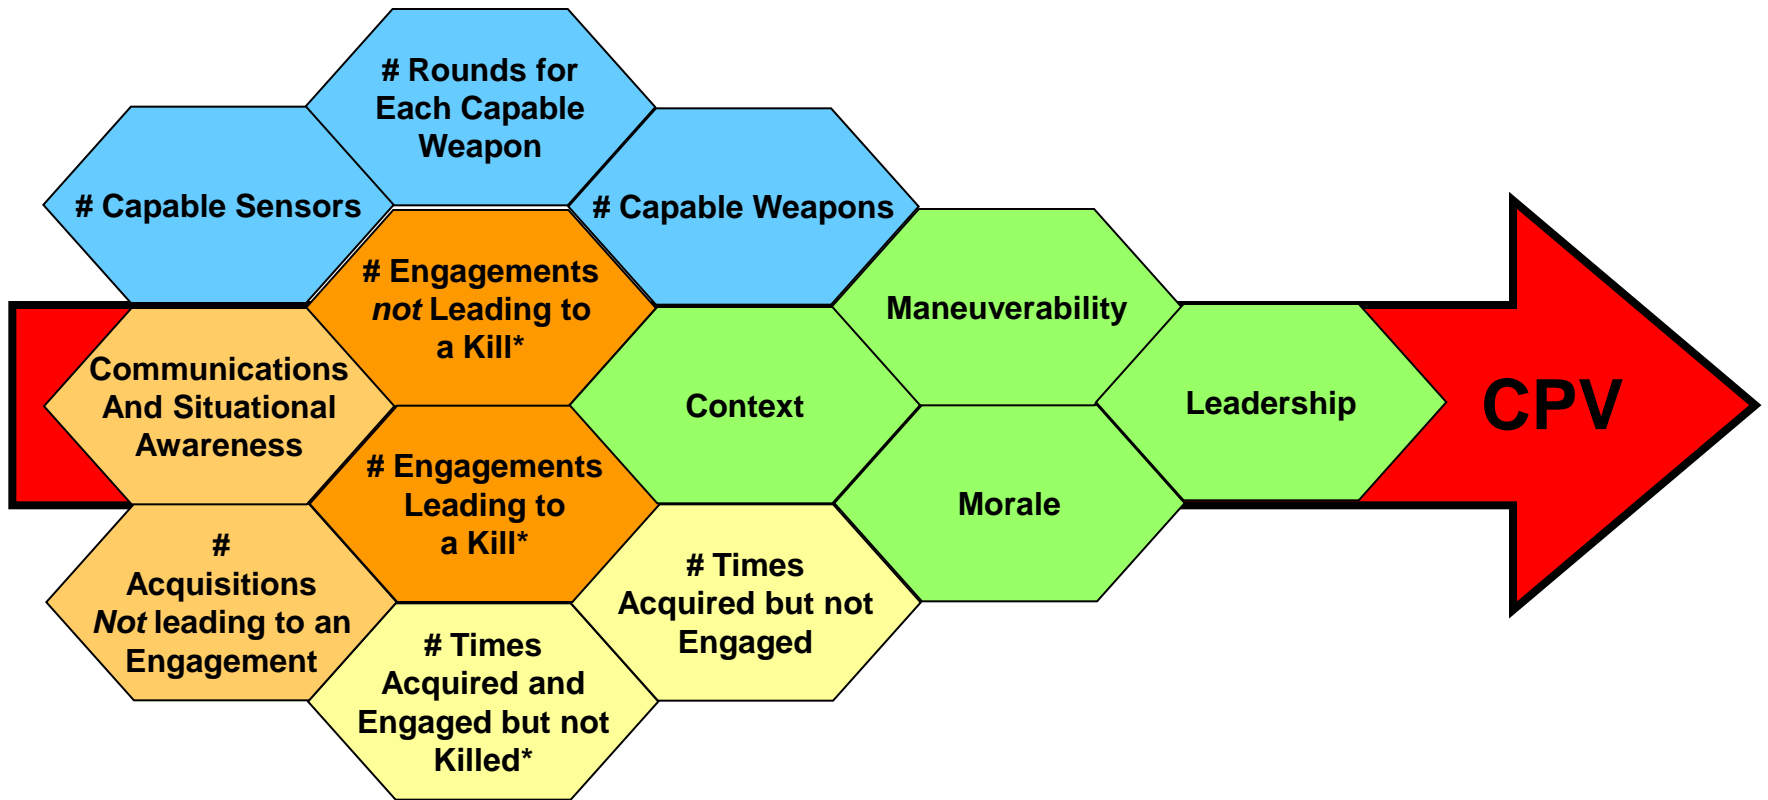 # Rounds for
Each Capable
Weapon
# Capable Sensors
# Capable Weapons
# Engagements
not Leading to
a Kill*
Maneuverability
Communications
And Situational
Awareness
Context
Leadership
CPV
# Engagements
Leading to
a Kill*
Morale
#
Acquisitions
Not leading to an
Engagement
# Times
Acquired but not
Engaged
# Times
Acquired and
Engaged but not
Killed*